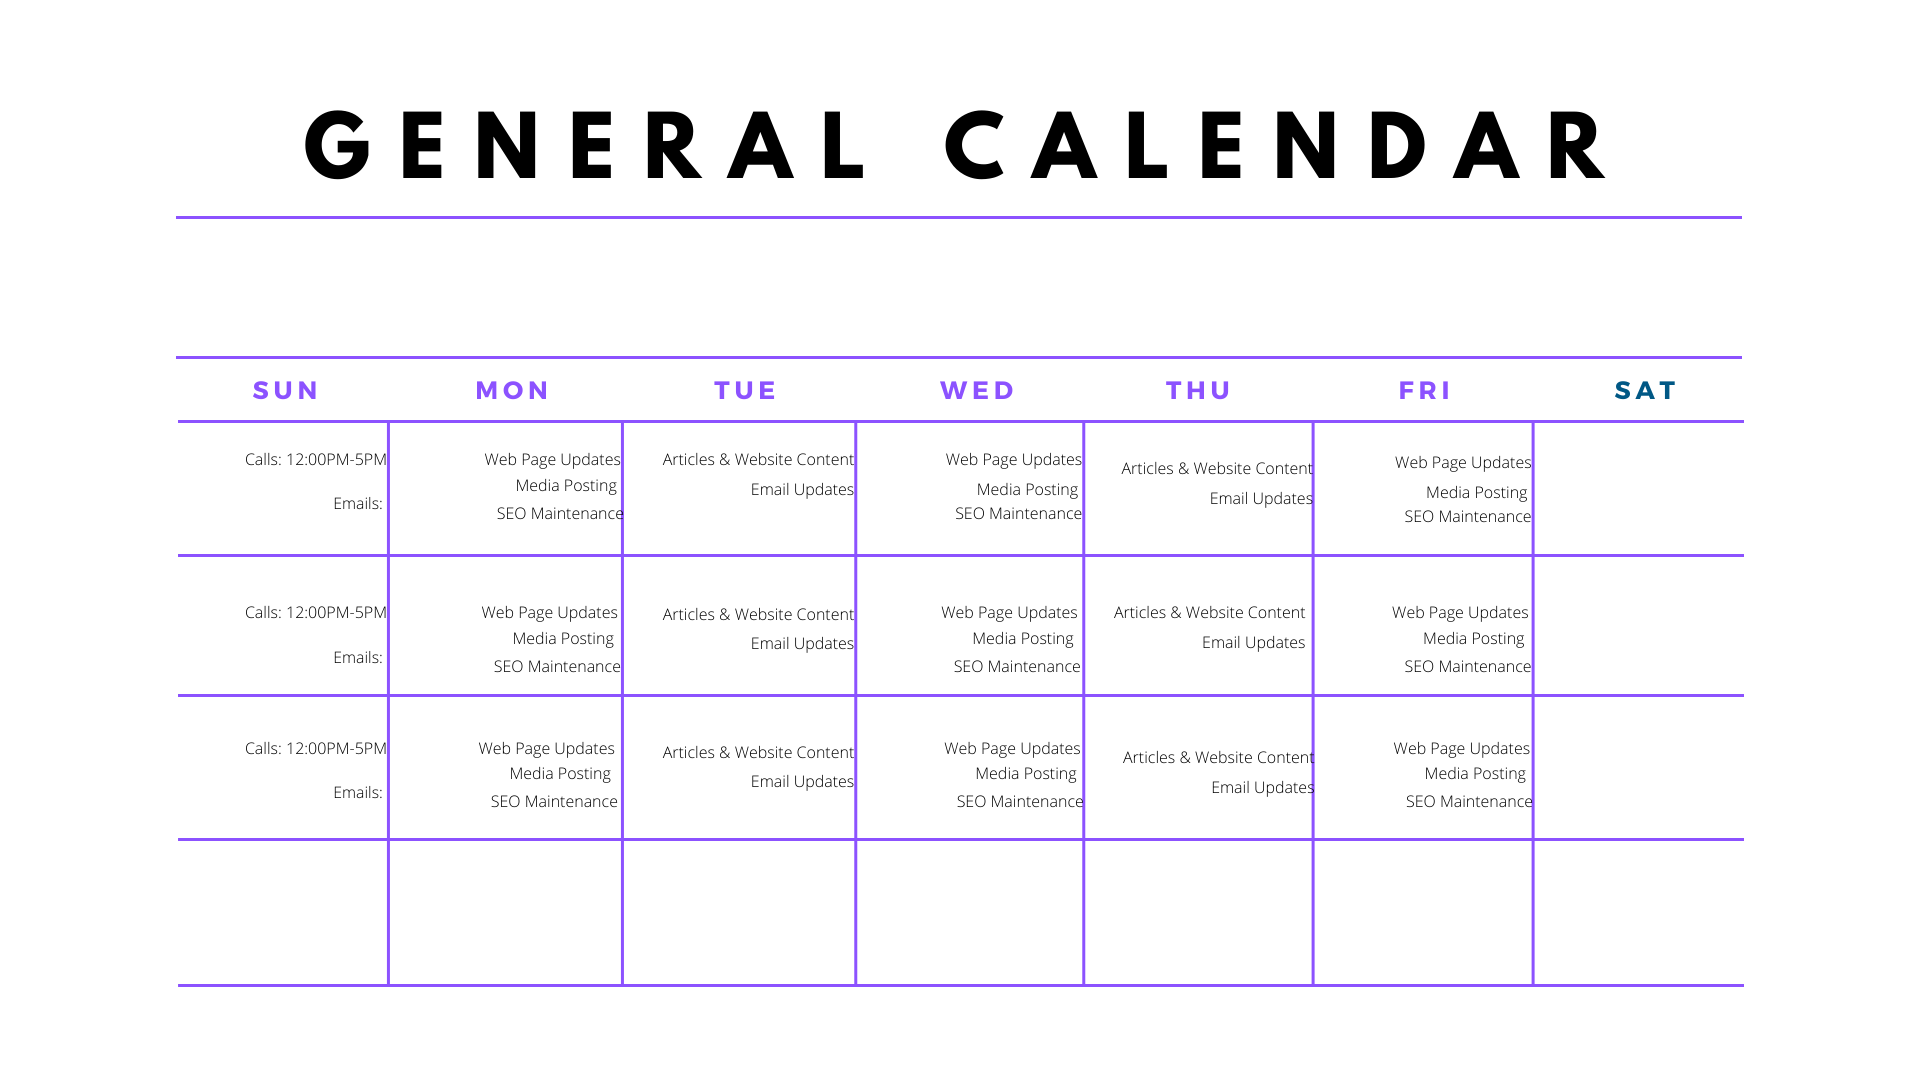 GENERAL CALENDAR
SUN MON TUE WED THU FRI SAT
Calls: 12:00PM-5PM
Emails:
Web Page Updates
Media Posting
SEO Maintenance
Articles & Website Content
Email Updates
Web Page Updates
Media Posting
SEO Maintenance
Articles & Website Content
Email Updates
Web Page Updates
Media Posting
SEO Maintenance
Calls: 12:00PM-5PM
Emails:
Web Page Updates
Media Posting
SEO Maintenance
Articles & Website Content
Email Updates
Web Page Updates
Media Posting
SEO Maintenance
Articles & Website Content
Email Updates
Web Page Updates
Media Posting
SEO Maintenance
Calls: 12:00PM-5PM
Emails:
Web Page Updates
Media Posting
SEO Maintenance
Articles & Website Content
Email Updates
Web Page Updates
Media Posting
SEO Maintenance
Articles & Website Content
Email Updates
Web Page Updates
Media Posting
SEO Maintenance